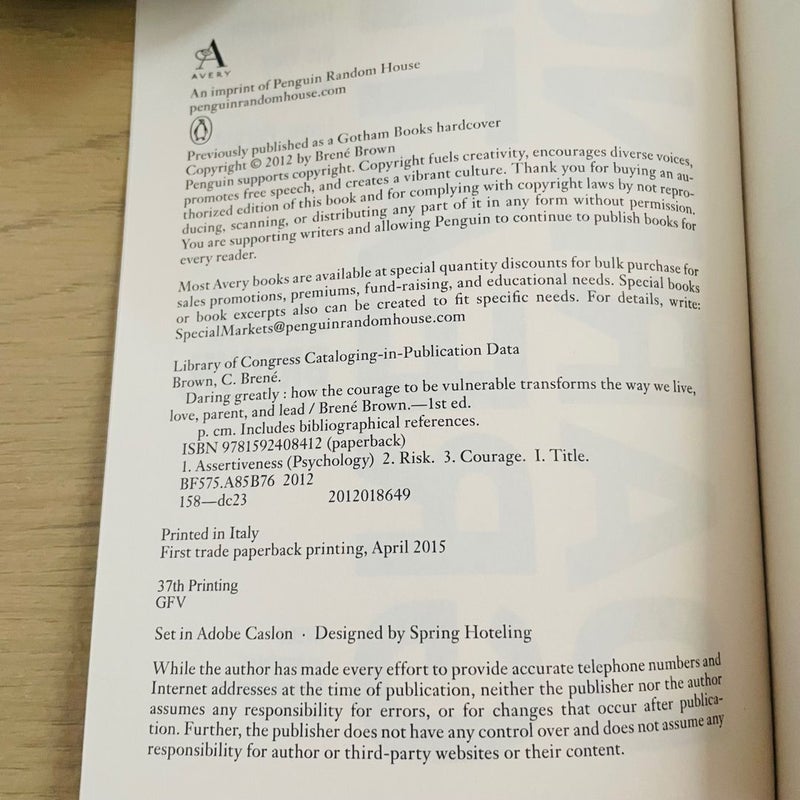 A
AVERY
An imprint of Penguin Random House
penguinrandomhouse.com
Previously published as a Gotham Books hardcover
Copyright © 2012 by Brené Brown
Penguin supports copyright. Copyright fuels creativity, encourages diverse voices,
promotes free speech, and creates a vibrant culture. Thank you for buying an au-
thorized edition of this book and for complying with copyright laws by not repro-
ducing, scanning, or distributing any part of it in any form without permission.
You are supporting writers and allowing Penguin to continue to publish books for
every reader.
Most Avery books are available at special quantity discounts for bulk purchase for
sales promotions, premiums, fund-raising, and educational needs. Special books
or book excerpts also can be created to fit specific needs. For details, write:
SpecialMarkets@penguinrandomhouse.com
Library of Congress Cataloging-in-Publication Data
Brown, C. Brené.
Daring greatly : how the courage to be vulnerable transforms the way we live,
love, parent, and lead / Brené Brown.—1st ed.
p. cm. Includes bibliographical references.
ISBN 9781592408412 (paperback)
1. Assertiveness (Psychology) 2. Risk. 3. Courage. I. Title.
BF575.A85B76 2012
158—dc23 2012018649
Printed in Italy
First trade paperback printing, April 2015
37th Printing
GFV
Set in Adobe Caslon · Designed by Spring Hoteling
While the author has made every effort to provide accurate telephone numbers and
Internet addresses at the time of publication, neither the publisher nor the author
assumes any responsibility for errors, or for changes that occur after publica-
tion. Further, the publisher does not have any control over and does not assume any
responsibility for author or third-party websites or their content.